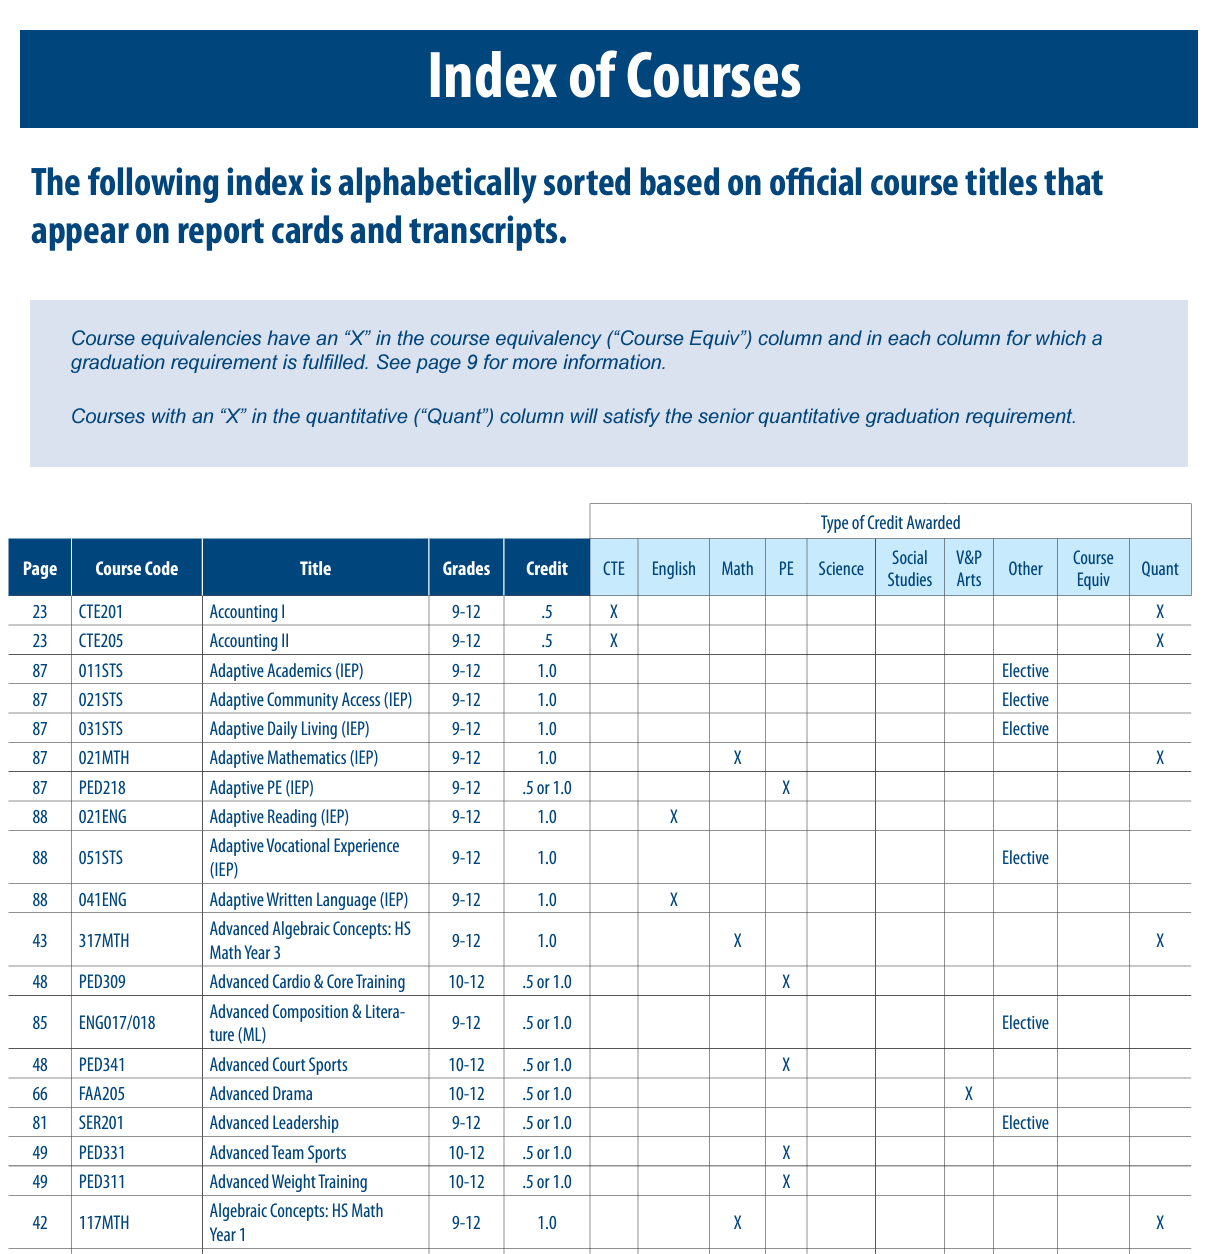 Index of Courses
The following index is alphabetically sorted based on official course titles that
appear on report cards and transcripts.
Course equivalencies have an “X” in the course equivalency (“Course Equiv”) column and in each column for which a
graduation requirement is fulfilled. See page 9 for more information.
Courses with an “X” in the quantitative (“Quant”) column will satisfy the senior quantitative graduation requirement.
Type of Credit Awarded
Page Course Code Title Grades Credit CTE English Math PE Science Social Studies V&P Arts Other Course Equiv Quant
23 CTE201 Accounting I 9-12 .5 X X
23 CTE205 Accounting II 9-12 .5 X X
87 011STS Adaptive Academics (IEP) 9-12 1.0 Elective
87 021STS Adaptive Community Access (IEP) 9-12 1.0 Elective
87 031STS Adaptive Daily Living (IEP) 9-12 1.0 Elective
87 021MTH Adaptive Mathematics (IEP) 9-12 1.0 X X
87 PED218 Adaptive PE (IEP) 9-12 .5 or 1.0 X
88 021ENG Adaptive Reading (IEP) 9-12 1.0 X
88 051STS Adaptive Vocational Experience
(IEP) 9-12 1.0 Elective
88 041ENG Adaptive Written Language (IEP) 9-12 1.0 X
43 317MTH Advanced Algebraic Concepts: HS
Math Year 3 9-12 1.0 X X
48 PED309 Advanced Cardio & Core Training 10-12 .5 or 1.0 X
85 ENG017/018 Advanced Composition & Litera-
ture (ML) 9-12 .5 or 1.0 Elective
48 PED341 Advanced Court Sports 10-12 .5 or 1.0 X
66 FAA205 Advanced Drama 10-12 .5 or 1.0 X
81 SER201 Advanced Leadership 9-12 .5 or 1.0 Elective
49 PED331 Advanced Team Sports 10-12 .5 or 1.0 X
49 PED311 Advanced Weight Training 10-12 .5 or 1.0 X
42 117MTH Algebraic Concepts: HS Math
Year 1 9-12 1.0 X X